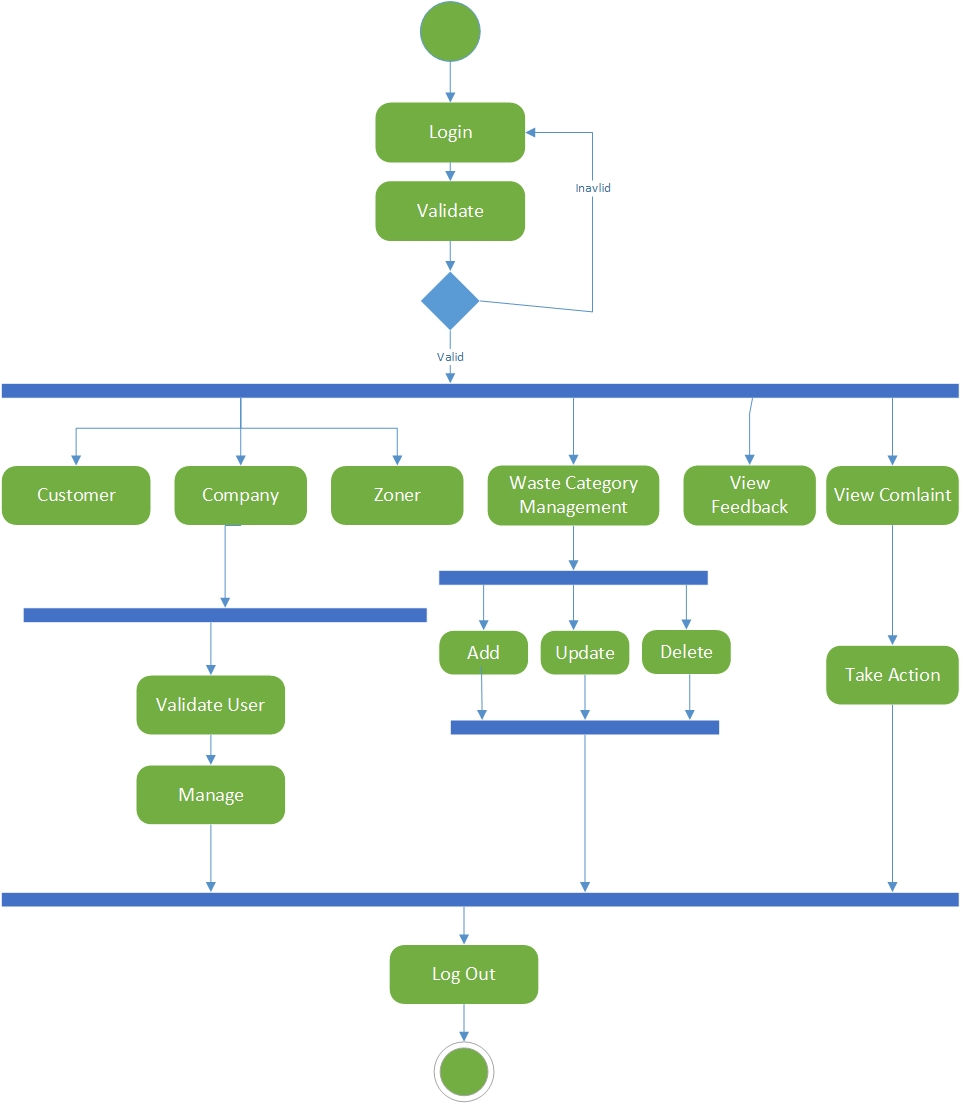 Login
Inavlid
Validate
Valid
Customer
Company
Zoner
Waste Category
Management
View
Feedback
View Comlaint
Add
Update
Delete
Take Action
Validate User
Manage
Log Out